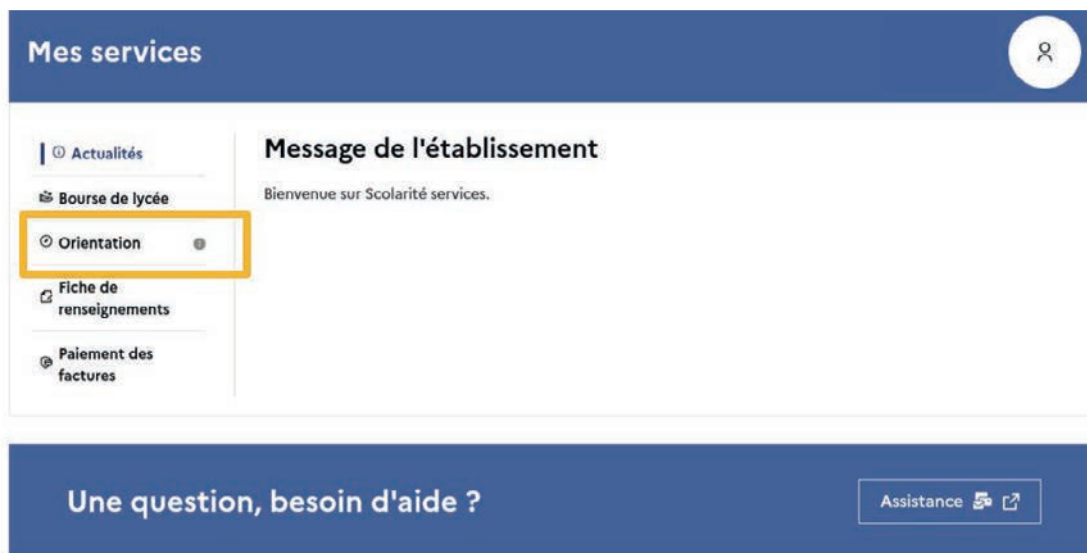 Mes services
Actualités
Bourse de lycée
Orientation
Fiche de
renseignements
Paiement des
factures
Message de l'établissement
Bienvenue sur Scolarité services.
Une question, besoin d'aide ?
Assistance